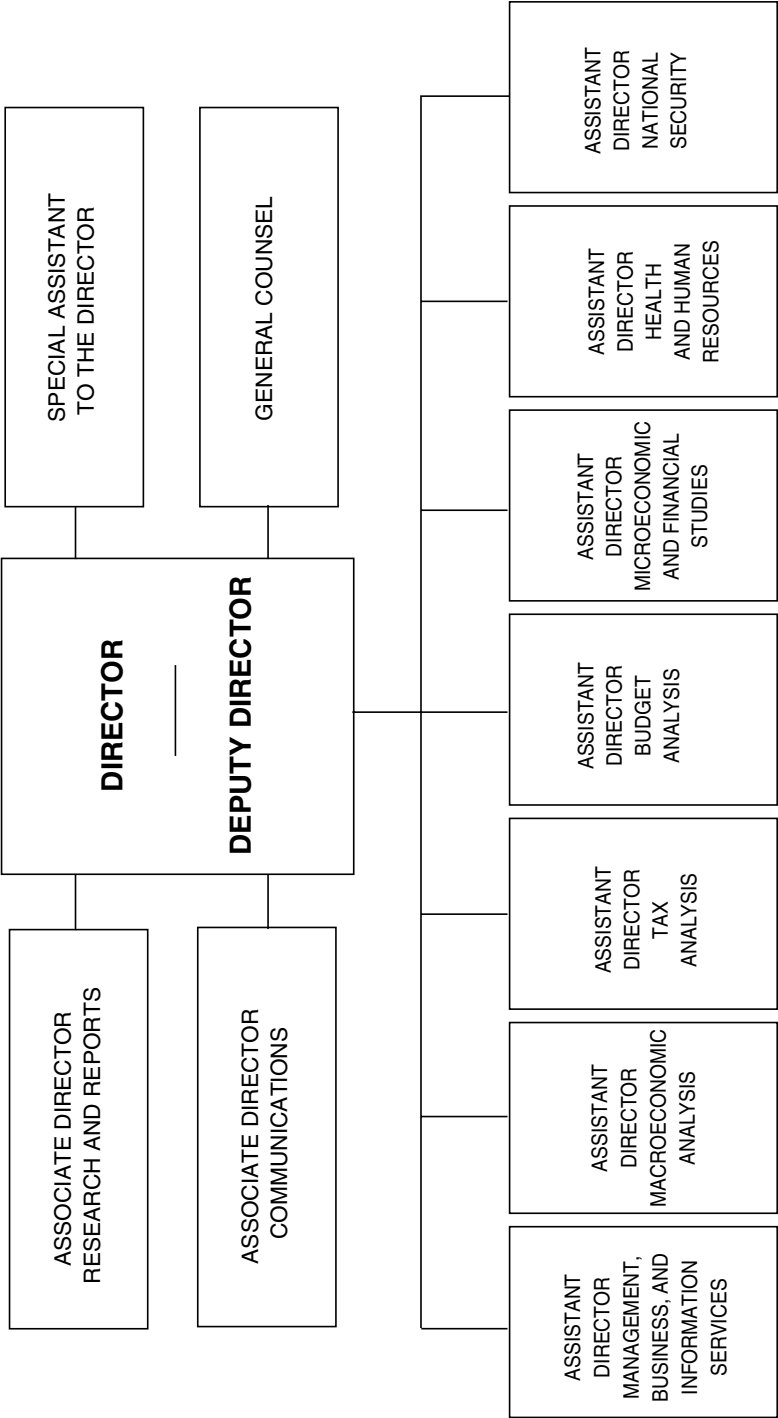 DIRECTOR
DEPUTY DIRECTOR
ASSOCIATE DIRECTOR
RESEARCH AND REPORTS
SPECIAL ASSISTANT
TO THE DIRECTOR
ASSOCIATE DIRECTOR
COMMUNICATIONS
GENERAL COUNSEL
ASSISTANT
DIRECTOR
MANAGEMENT,
BUSINESS, AND
INFORMATION
SERVICES
ASSISTANT
DIRECTOR
MACROECONOMIC
ANALYSIS
ASSISTANT
DIRECTOR
TAX
ANALYSIS
ASSISTANT
DIRECTOR
BUDGET
ANALYSIS
ASSISTANT
DIRECTOR
MICROECONOMIC
AND FINANCIAL
STUDIES
ASSISTANT
DIRECTOR
HEALTH
AND HUMAN
RESOURCES
ASSISTANT
DIRECTOR
NATIONAL
SECURITY